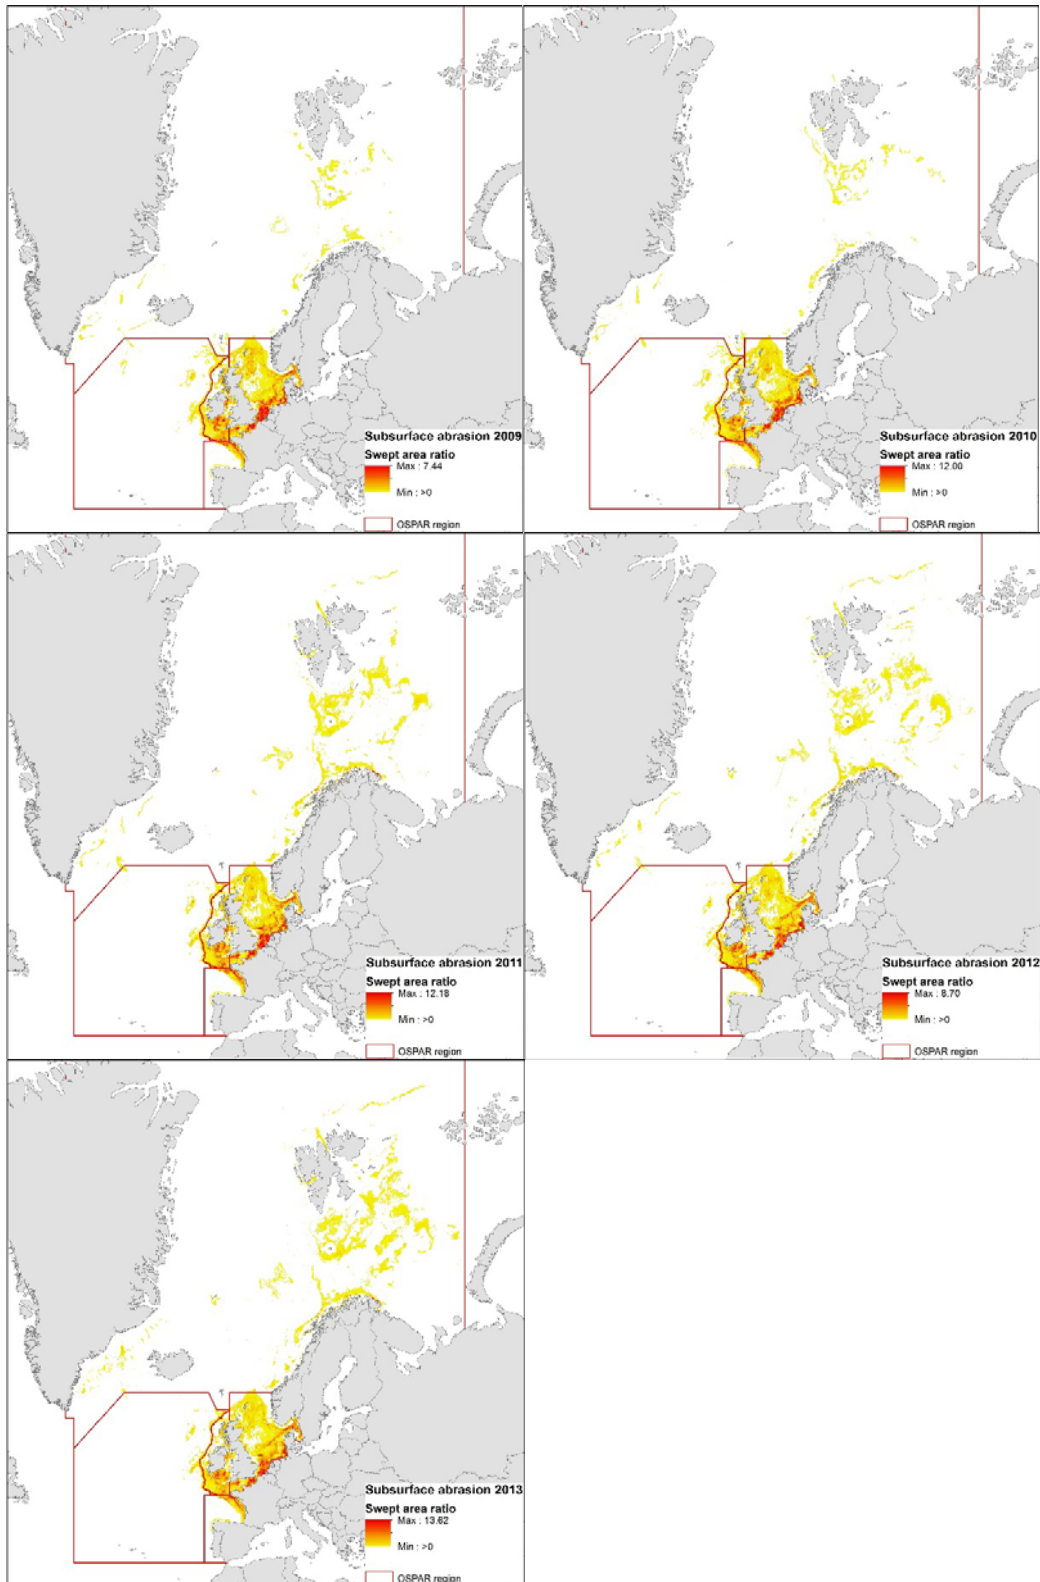 Subsurface abrasion 2009
Swept area ratio
Max : 7.44
Min : >0
OSPAR region
Subsurface abrasion 2010
Swept area ratio
Max : 12.00
Min : >0
OSPAR region
Subsurface abrasion 2011
Swept area ratio
Max : 12.18
Min : >0
OSPAR region
Subsurface abrasion 2012
Swept area ratio
Max : 8.70
Min : >0
OSPAR region
Subsurface abrasion 2013
Swept area ratio
Max : 13.62
Min : >0
OSPAR region